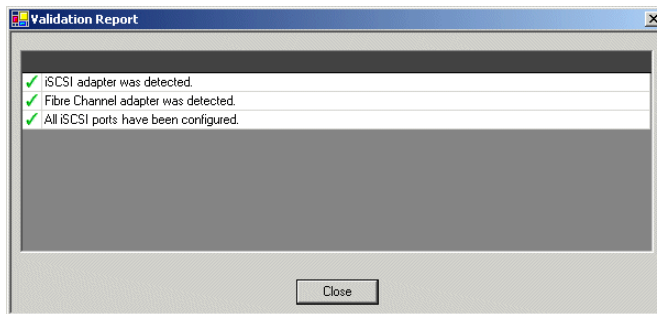 Validation Report
iSCSI adapter was detected.
Fibre Channel adapter was detected.
All iSCSI ports have been configured.
Close